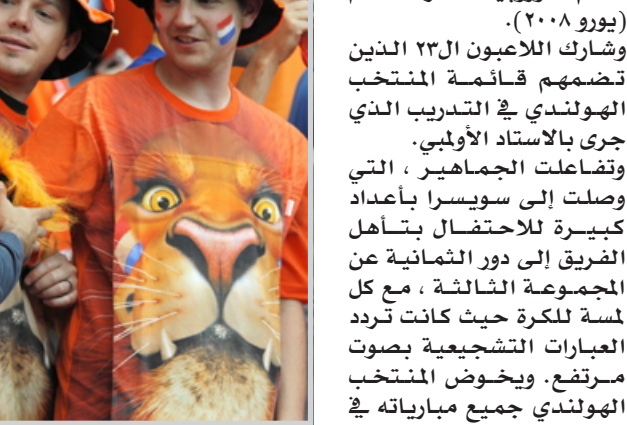 (يورو ٢٠٠٨).
وشارك اللاعبون ال٢٣ الذين
تضمهم قائمة المنتخب
الهولندي في التدريب الذي
جرى بالاستاد الأولمبي.
وتفاعلت الجماهير ، التي
وصلت إلى سويسرا بأعداد
كبيرة للاحتفال بتأهل
الفريق إلى دور الثمانية عن
المجموعة الثالثة ، مع كل
لمسة للكرة حيث كانت تردد
العبارات التشجيعية بصوت
مرتفع. ويخوض المنتخب
الهولندي جميع مبارياته في